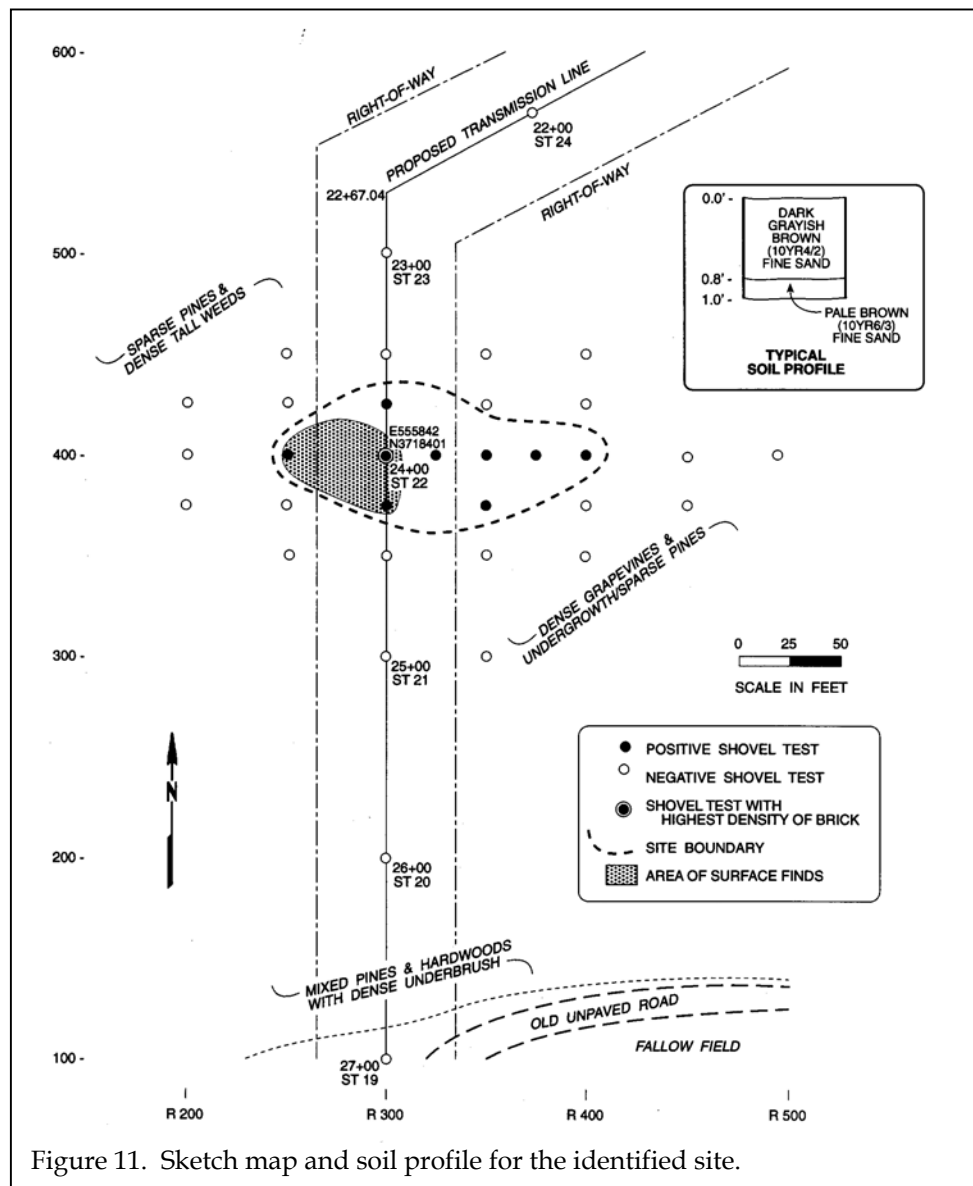 600 -
500 -
400 -
300 -
200 -
100 -
R 200
R 300
R 400
R 500
RIGHT-OF-WAY
PROPOSED TRANSMISSION LINE
RIGHT-OF-WAY
22+00
ST 24
22+67.04
23+00
ST 23
SPARSE PINES &
DENSE TALL WEEDS
E555842
N3718401
24+00
ST 22
DENSE GRAPEVINES &
UNDERGROWTH/SPARSE PINES
25+00
ST 21
26+00
ST 20
MIXED PINES & HARDWOODS
WITH DENSE UNDERBRUSH
27+00
ST 19
OLD UNPAVED ROAD
FALLOW FIELD
N
0.0'-
DARK
GRAYISH
BROWN
(10YR4/2)
FINE SAND
0.8'-
1.0'-
PALE BROWN
(10YR6/3)
FINE SAND
TYPICAL
SOIL PROFILE
0 25 50
SCALE IN FEET
POSITIVE SHOVEL TEST
NEGATIVE SHOVEL TEST
SHOVEL TEST WITH
HIGHEST DENSITY OF BRICK
SITE BOUNDARY
AREA OF SURFACE FINDS
Figure 11. Sketch map and soil profile for the identified site.